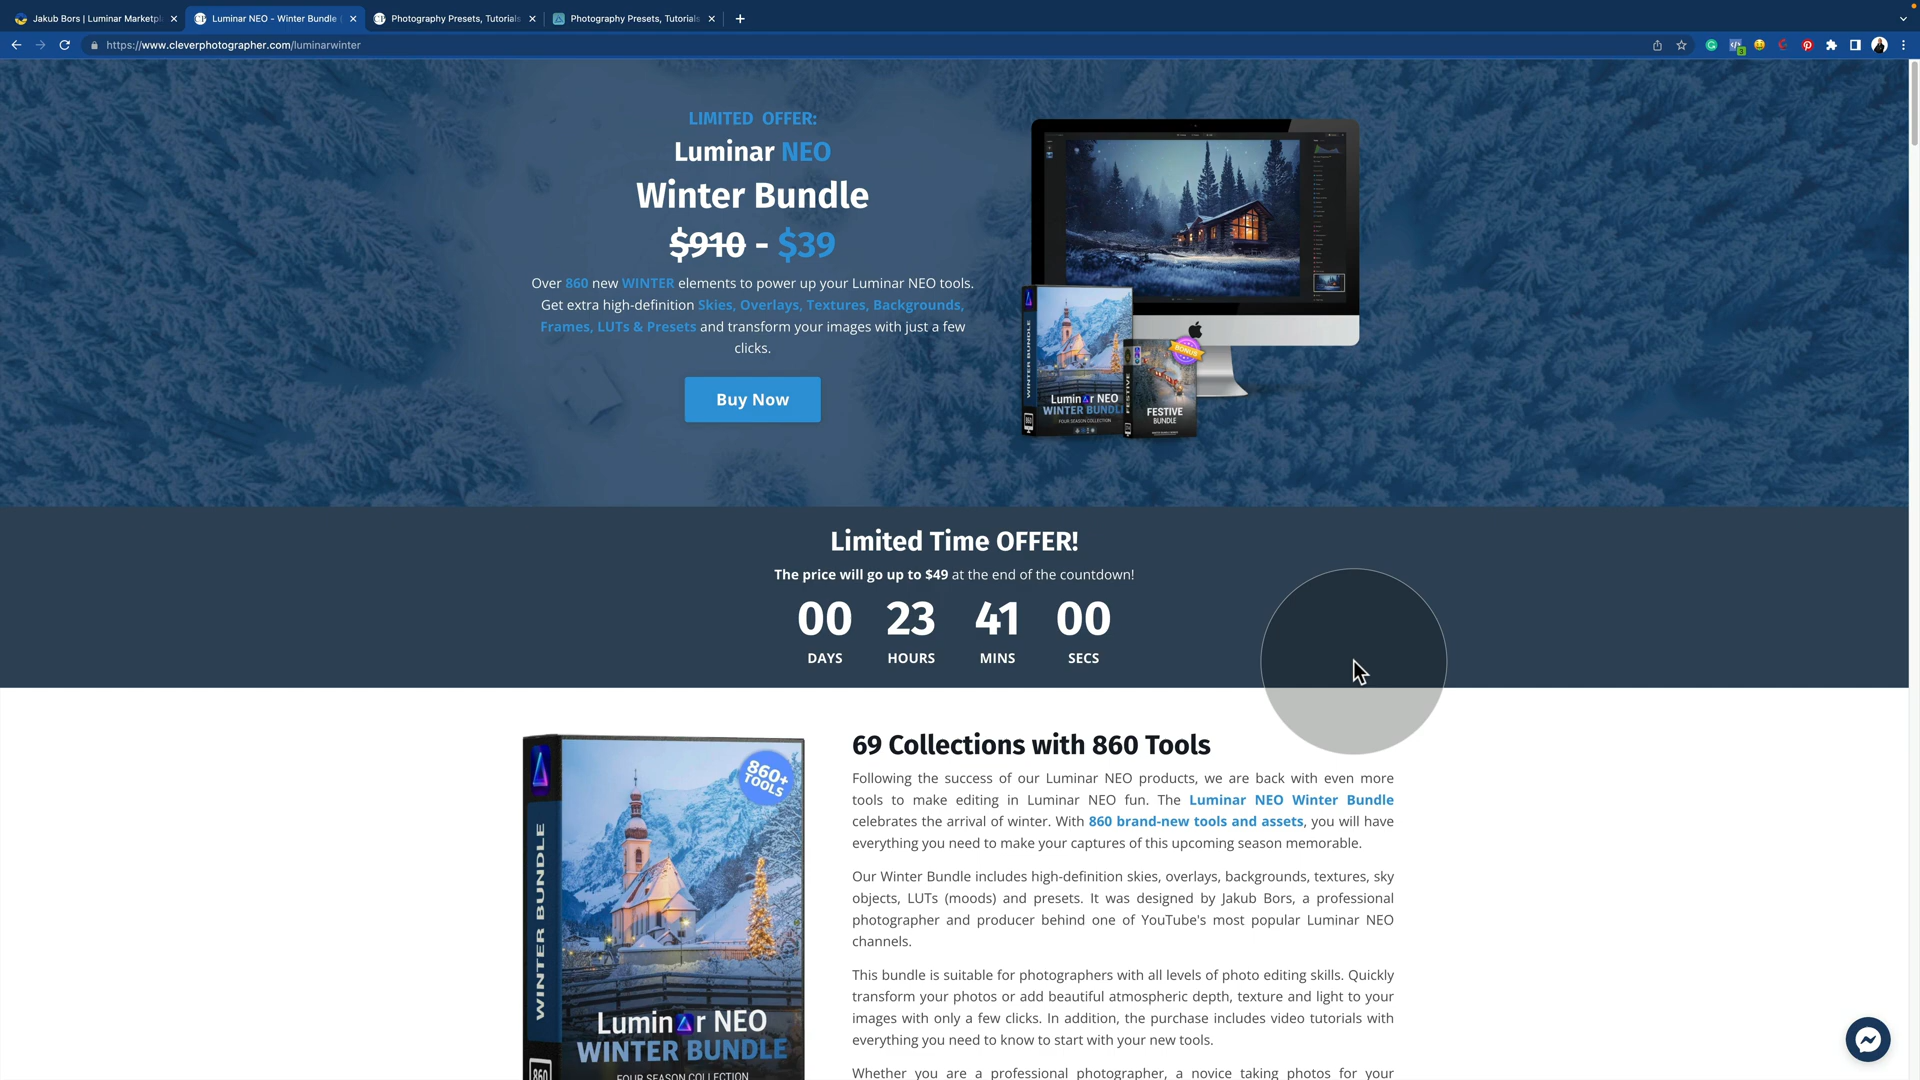 Jakub Bors | Luminar Marketpl
Luminar NEO - Winter Bundle
Photography Presets, Tutorials
Photography Presets, Tutorials
https://www.cleverphotographer.com/luminarwinter
LIMITED OFFER:
Luminar NEO
Winter Bundle
$910 - $39
Over 860 new WINTER elements to power up your Luminar NEO tools.
Get extra high-definition Skies, Overlays, Textures, Backgrounds,
Frames, LUTs & Presets and transform your images with just a few
clicks.
Buy Now
WINTER BUNDLE
Luminar NEO
WINTER BUNDLE
FOUR SEASON COLLECTION
BONUS
FESTIVE
FESTIVE
BUNDLE
Limited Time OFFER!
The price will go up to $49 at the end of the countdown!
00 23 41 00
DAYS HOURS MINS SECS
860+
TOOLS
WINTER BUNDLE
Luminar NEO
WINTER BUNDLE
FOUR SEASON COLLECTION
860
69 Collections with 860 Tools
Following the success of our Luminar NEO products, we are back with even more
tools to make editing in Luminar NEO fun. The Luminar NEO Winter Bundle
celebrates the arrival of winter. With 860 brand-new tools and assets, you will have
everything you need to make your captures of this upcoming season memorable.
Our Winter Bundle includes high-definition skies, overlays, backgrounds, textures, sky
objects, LUTs (moods) and presets. It was designed by Jakub Bors, a professional
photographer and producer behind one of YouTube's most popular Luminar NEO
channels.
This bundle is suitable for photographers with all levels of photo editing skills. Quickly
transform your photos or add beautiful atmospheric depth, texture and light to your
images with only a few clicks. In addition, the purchase includes video tutorials with
everything you need to know to start with your new tools.
Whether you are a professional photographer, a novice taking photos for your